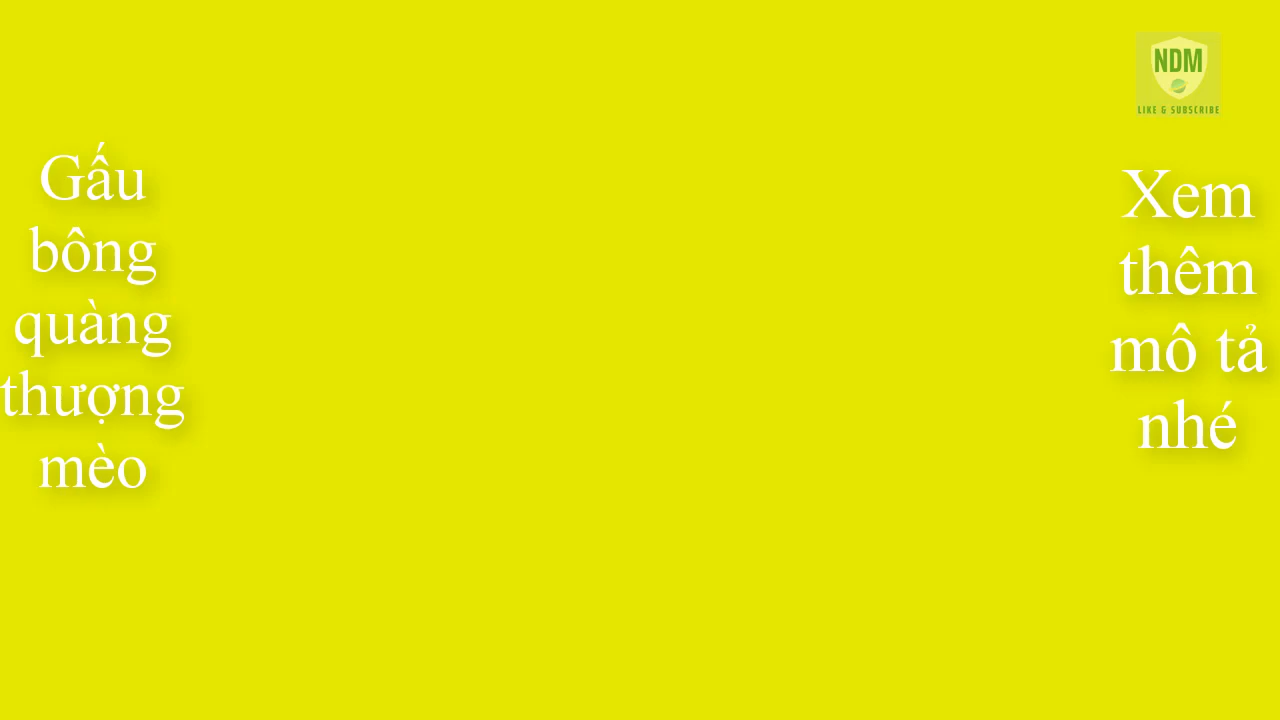 Gấu
bông
quàng
thượng
mèo
NDM
LIKE & SUBSCRIBE
Xem
thêm
mô tả
nhé